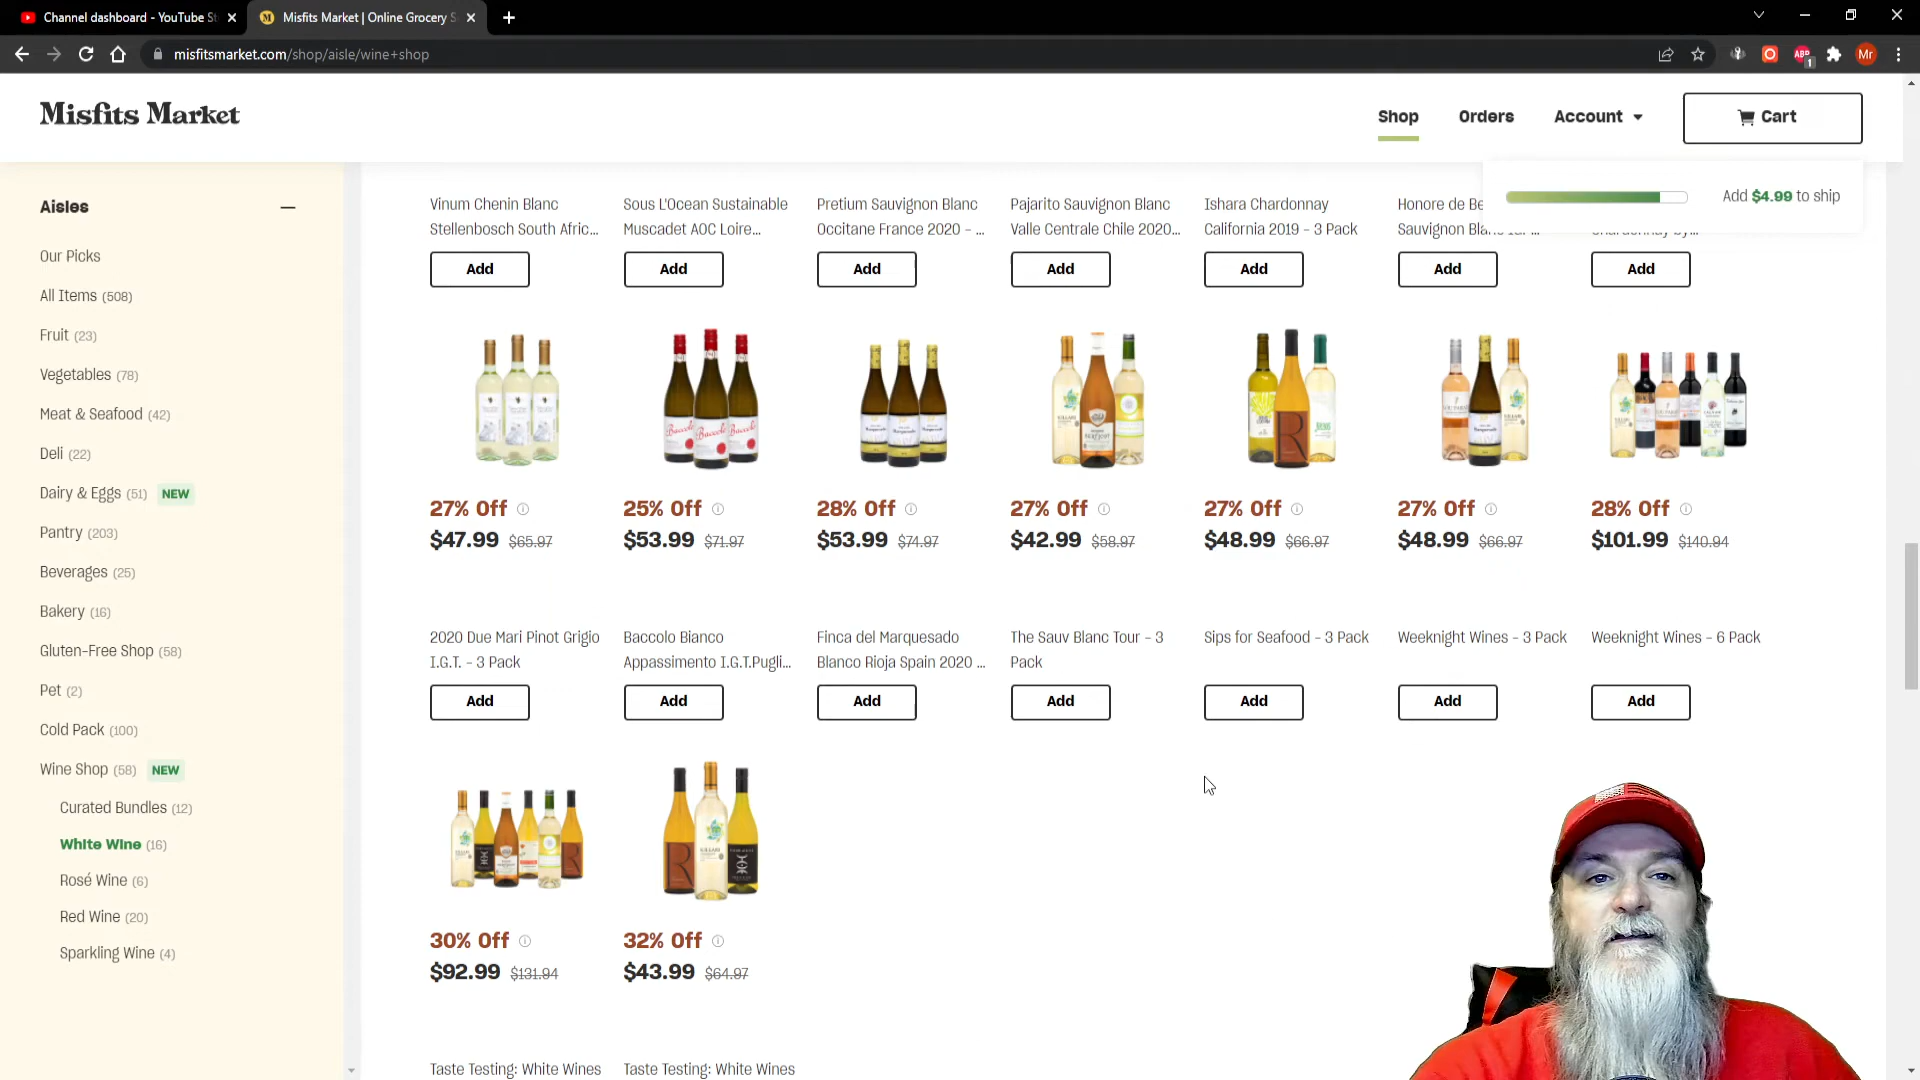 Channel dashboard - YouTube St
Misfits Market | Online Grocery S
misfitsmarket.com/shop/aisle/wine+shop
ABP
1
Mr
Misfits Market
Shop
Orders
Account
Cart
Add $4.99 to ship
Aisles
Our Picks
All Items (508)
Fruit (23)
Vegetables (78)
Meat & Seafood (42)
Deli (22)
Dairy & Eggs (51) NEW
Pantry (203)
Beverages (25)
Bakery (16)
Gluten-Free Shop (58)
Pet (2)
Cold Pack (100)
Wine Shop (58) NEW
Curated Bundles (12)
White Wine (16)
Rosé Wine (6)
Red Wine (20)
Sparkling Wine (4)
Vinum Chenin Blanc
Stellenbosch South Afric...
Add
Sous L'Ocean Sustainable
Muscadet AOC Loire...
Add
Pretium Sauvignon Blanc
Occitane France 2020 - ...
Add
Pajarito Sauvignon Blanc
Valle Centrale Chile 2020...
Add
Ishara Chardonnay
California 2019 - 3 Pack
Add
Honore de Be
Sauvignon Blanc
Add
Chardonnay by...
Add
27% Off
$47.99 $65.97
2020 Due Mari Pinot Grigio
I.G.T. - 3 Pack
Add
Baccolo
25% Off
$53.99 $71.97
Baccolo Bianco
Appassimento I.G.T.Pugli...
Add
28% Off
$53.99 $74.97
Finca del Marquesado
Blanco Rioja Spain 2020 ...
Add
27% Off
$42.99 $58.97
The Sauv Blanc Tour - 3
Pack
Add
R
27% Off
$48.99 $66.97
Sips for Seafood - 3 Pack
Add
27% Off
$48.99 $66.97
Weeknight Wines - 3 Pack
Add
28% Off
$101.99 $140.94
Weeknight Wines - 6 Pack
Add
30% Off
$92.99 $131.94
Taste Testing: White Wines
R
32% Off
$43.99 $64.97
Taste Testing: White Wines